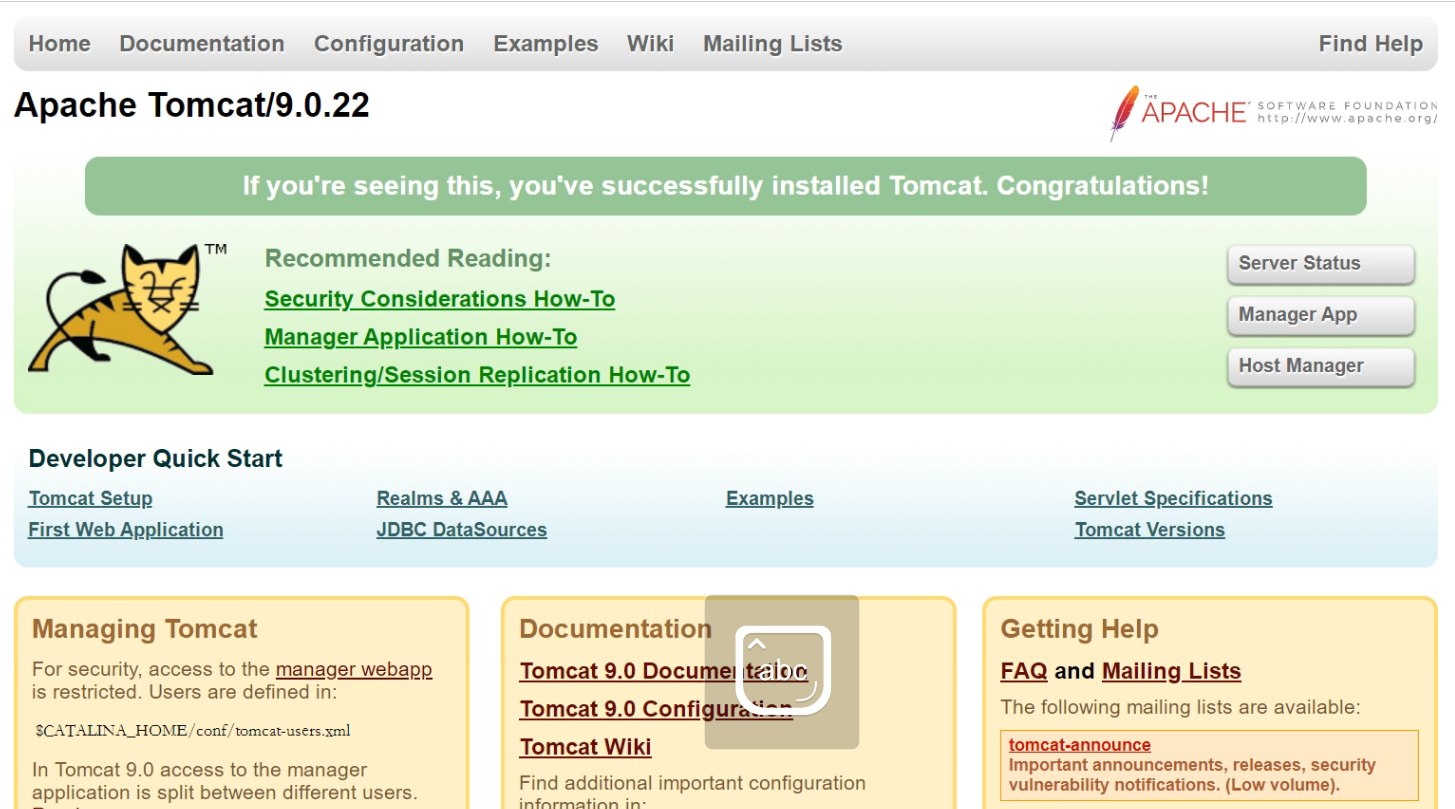 Home Documentation Configuration Examples Wiki Mailing Lists Find Help
Apache Tomcat/9.0.22
THE APACHE SOFTWARE FOUNDATION
http://www.apache.org/
If you're seeing this, you've successfully installed Tomcat. Congratulations!
TM
Recommended Reading:
Security Considerations How-To
Manager Application How-To
Clustering/Session Replication How-To
Server Status
Manager App
Host Manager
Developer Quick Start
Tomcat Setup
First Web Application
Realms & AAA
JDBC DataSources
Examples
Servlet Specifications
Tomcat Versions
Managing Tomcat
For security, access to the manager webapp
is restricted. Users are defined in:
$CATALINA_HOME/conf/tomcat-users.xml
In Tomcat 9.0 access to the manager
application is split between different users.
Documentation
Tomcat 9.0 Documentation
abc
Tomcat 9.0 Configuration
Tomcat Wiki
Find additional important configuration
information in:
Getting Help
FAQ and Mailing Lists
The following mailing lists are available:
tomcat-announce
Important announcements, releases, security
vulnerability notifications. (Low volume).